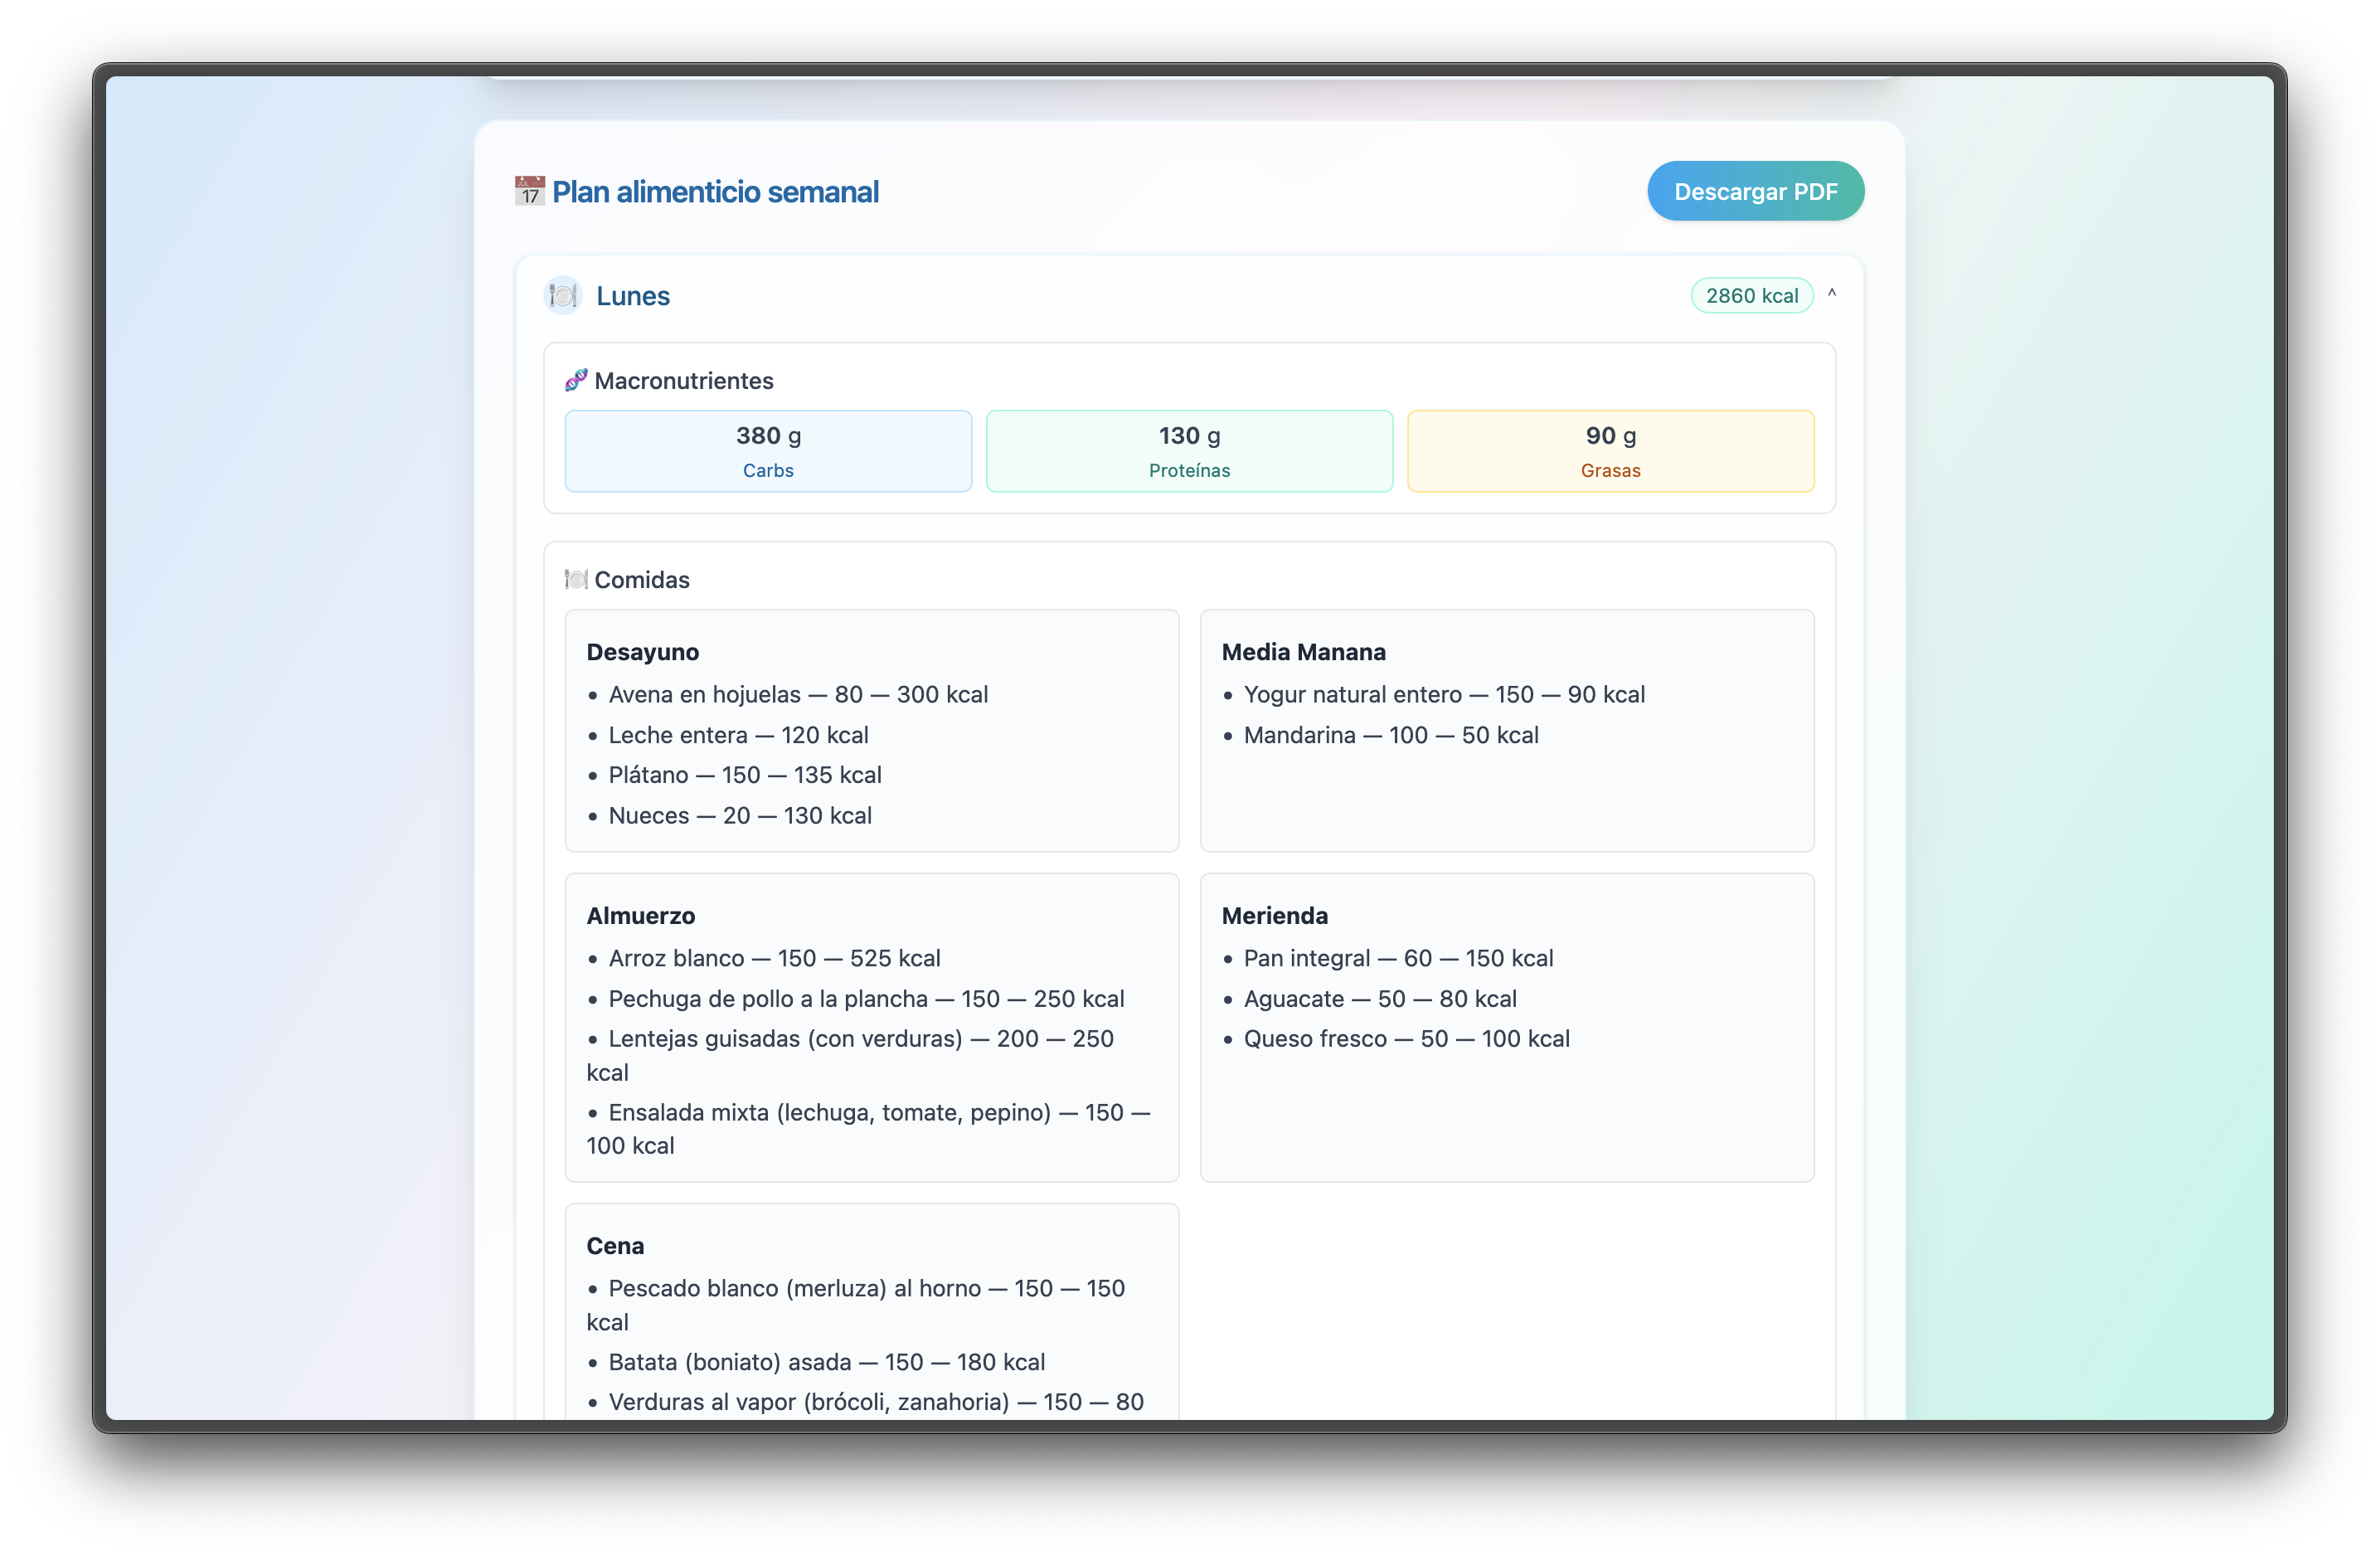 JUL
17
Plan alimenticio semanal
Descargar PDF
Lunes
2860 kcal
^
Macronutrientes
380 g
Carbs
130 g
Proteínas
90 g
Grasas
Comidas
Desayuno
• Avena en hojuelas — 80 — 300 kcal
• Leche entera — 120 kcal
• Plátano — 150 — 135 kcal
• Nueces — 20 — 130 kcal
Media Manana
• Yogur natural entero — 150 — 90 kcal
• Mandarina — 100 — 50 kcal
Almuerzo
• Arroz blanco — 150 — 525 kcal
• Pechuga de pollo a la plancha — 150 — 250 kcal
• Lentejas guisadas (con verduras) — 200 — 250
kcal
• Ensalada mixta (lechuga, tomate, pepino) — 150 —
100 kcal
Merienda
• Pan integral — 60 — 150 kcal
• Aguacate — 50 — 80 kcal
• Queso fresco — 50 — 100 kcal
Cena
• Pescado blanco (merluza) al horno — 150 — 150
kcal
• Batata (boniato) asada — 150 — 180 kcal
• Verduras al vapor (brócoli, zanahoria) — 150 — 80